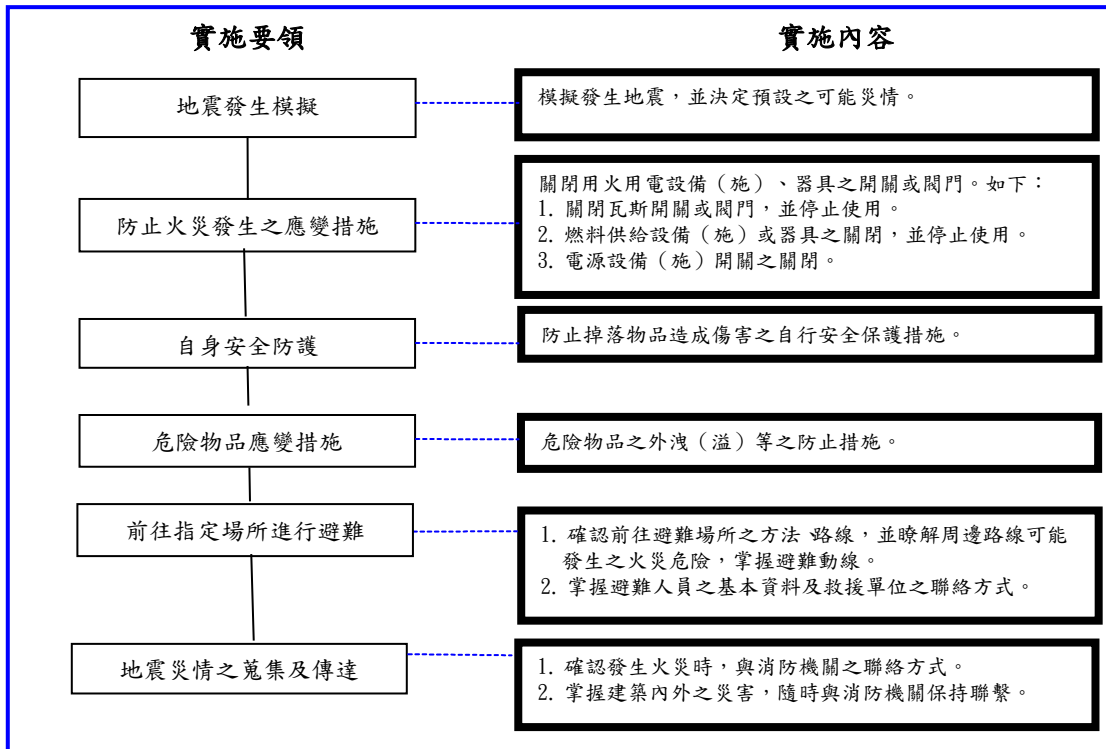 實施要領
實施內容
地震發生模擬
模擬發生地震，並決定預設之可能災情。
防止火災發生之應變措施
關閉用火用電設備（施）、器具之開關或閥門。如下：
1. 關閉瓦斯開關或閥門，並停止使用。
2. 燃料供給設備（施）或器具之關閉，並停止使用。
3. 電源設備（施）開關之關閉。
自身安全防護
防止掉落物品造成傷害之自行安全保護措施。
危險物品應變措施
危險物品之外洩（溢）等之防止措施。
前往指定場所進行避難
1. 確認前往避難場所之方法、路線，並瞭解周邊路線可能
發生之火災危險，掌握避難動線。
2. 掌握避難人員之基本資料及救援單位之聯絡方式。
地震災情之蒐集及傳達
1. 確認發生火災時，與消防機關之聯絡方式。
2. 掌握建築內外之災害，隨時與消防機關保持聯繫。